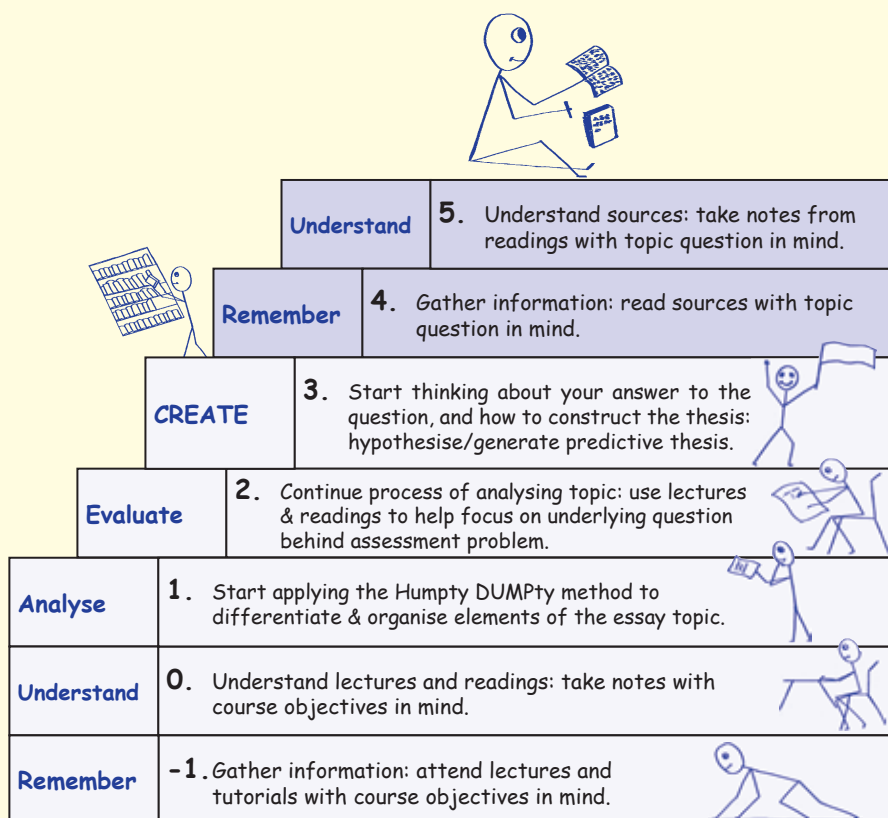 Understand
5. Understand sources: take notes from
readings with topic question in mind.
Remember
4. Gather information: read sources with topic
question in mind.
CREATE
3. Start thinking about your answer to the
question, and how to construct the thesis:
hypothesise/generate predictive thesis.
Evaluate
2. Continue process of analysing topic: use lectures
& readings to help focus on underlying question
behind assessment problem.
Analyse
1. Start applying the Humpty DUMPty method to
differentiate & organise elements of the essay topic.
Understand
0. Understand lectures and readings: take notes with
course objectives in mind.
Remember
-1. Gather information: attend lectures and
tutorials with course objectives in mind.